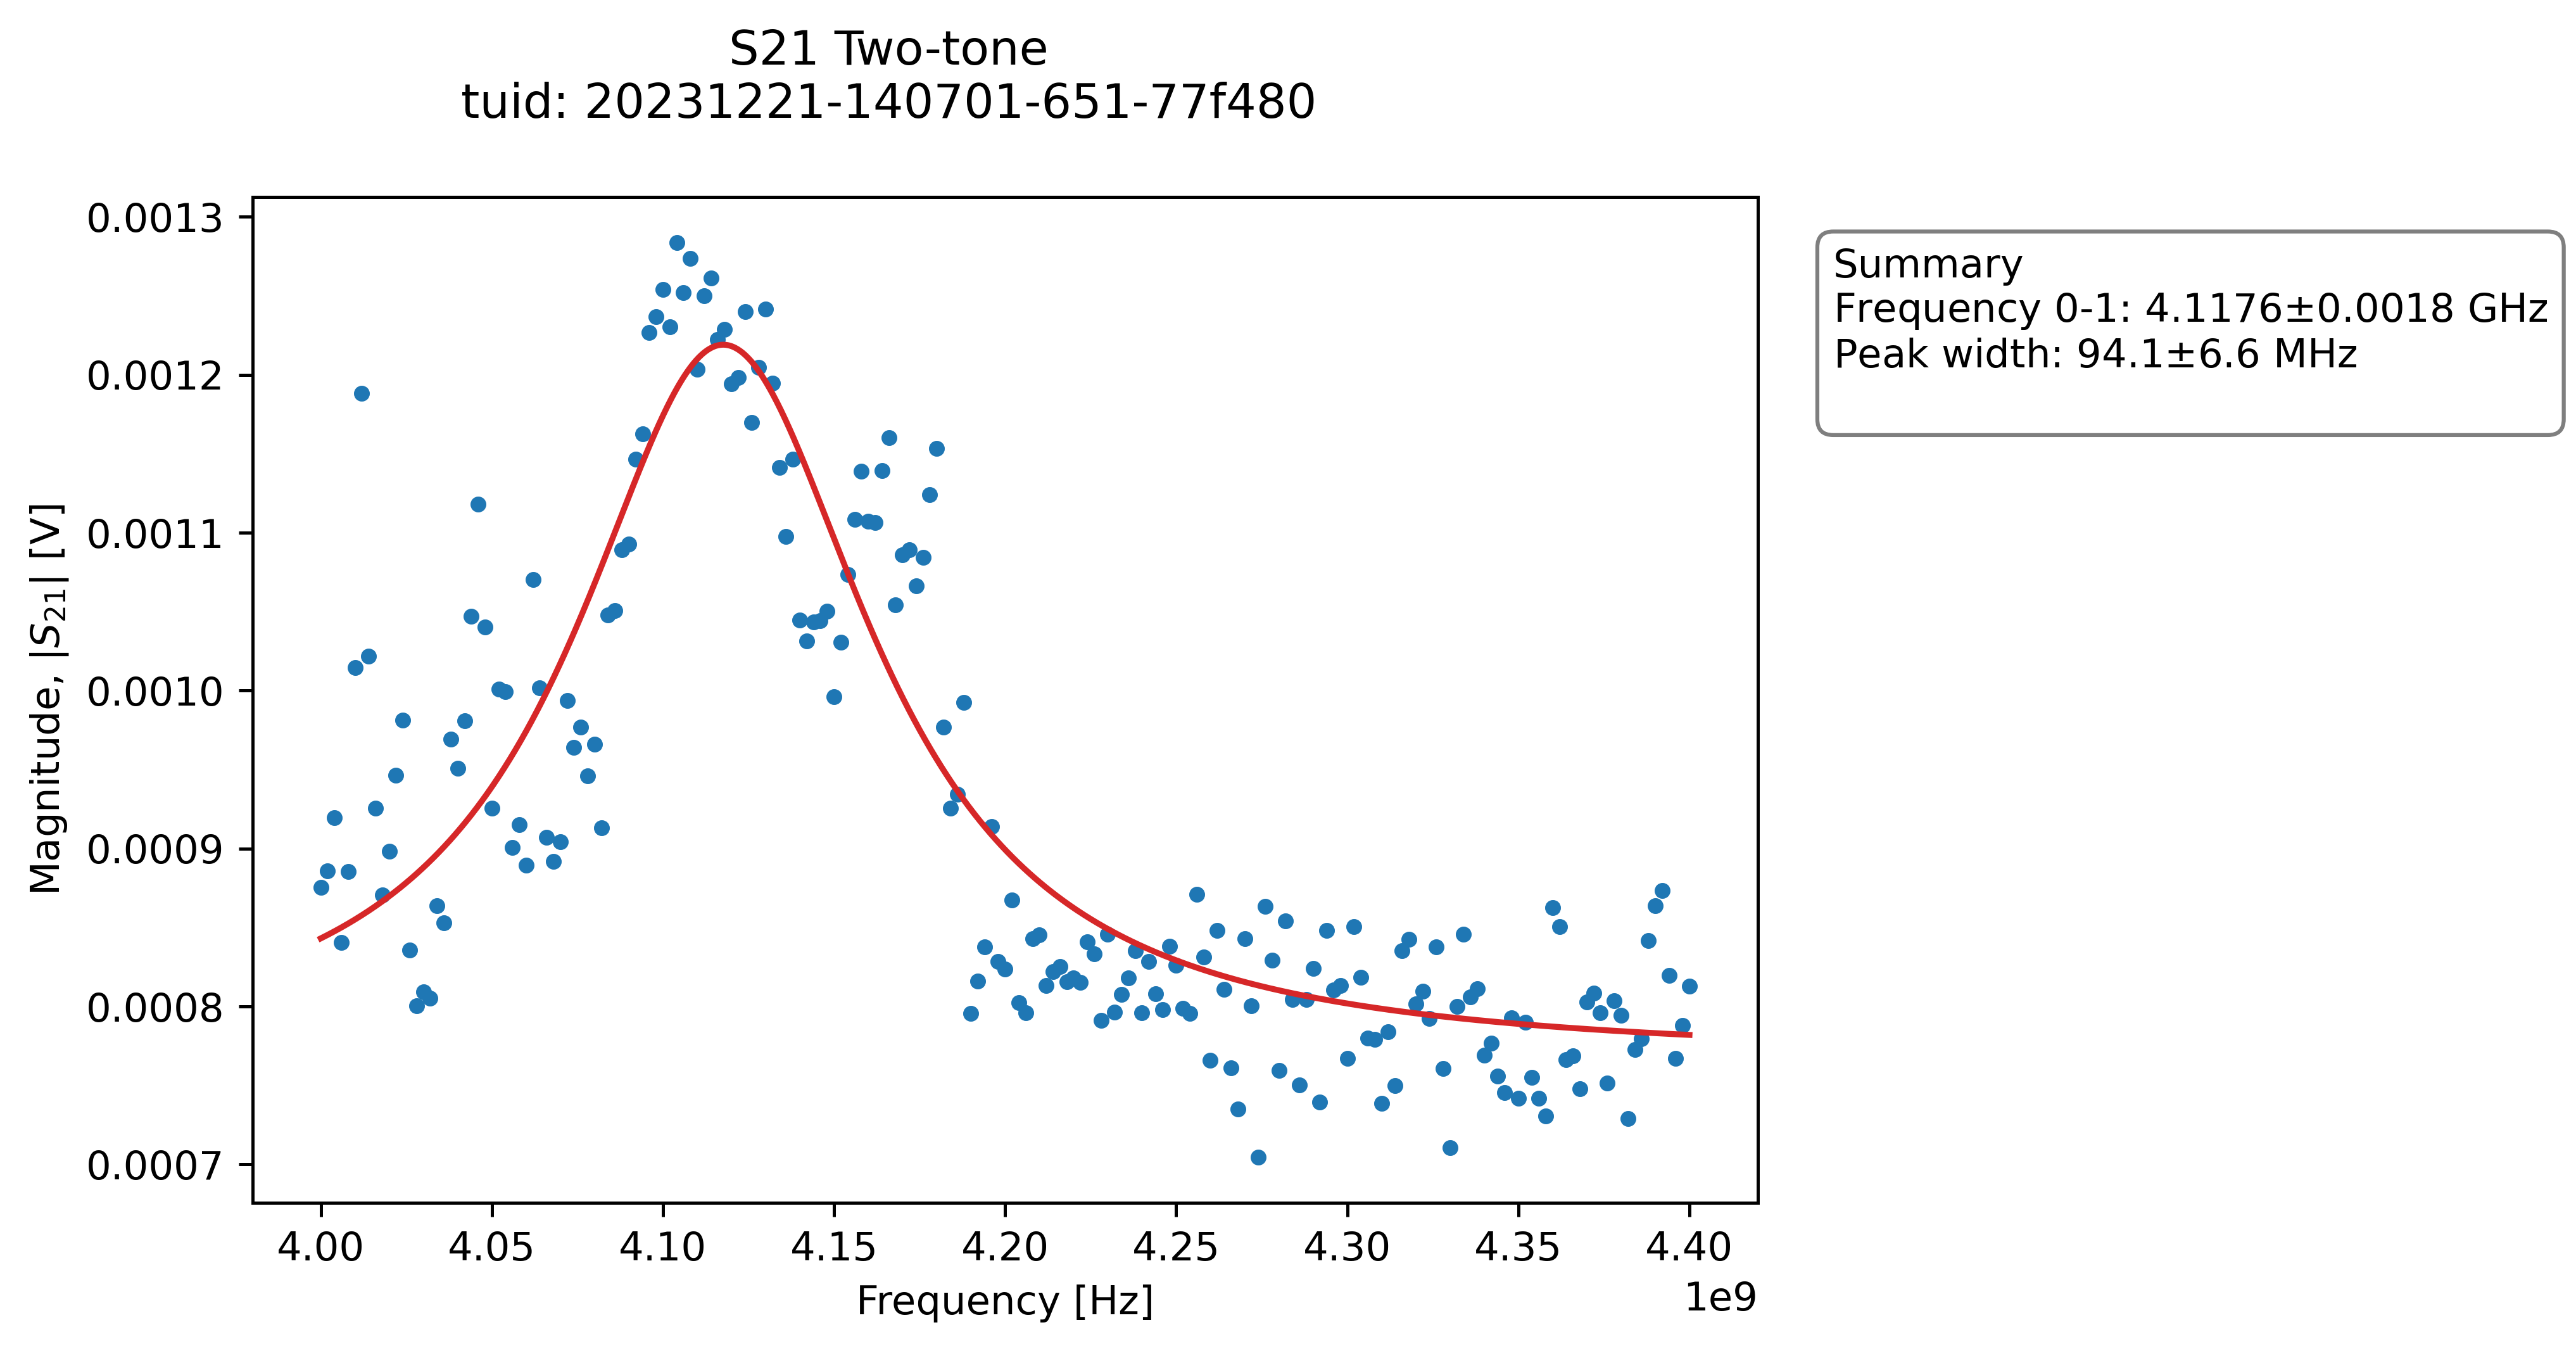 S21 Two-tone
tuid: 20231221-140701-651-77f480
0.0013
0.0012
0.0011
0.0010
0.0009
0.0008
0.0007
Magnitude, |S21| [V]
4.00 4.05 4.10 4.15 4.20 4.25 4.30 4.35 4.40
1e9
Frequency [Hz]
Summary
Frequency 0-1: 4.1176±0.0018 GHz
Peak width: 94.1±6.6 MHz